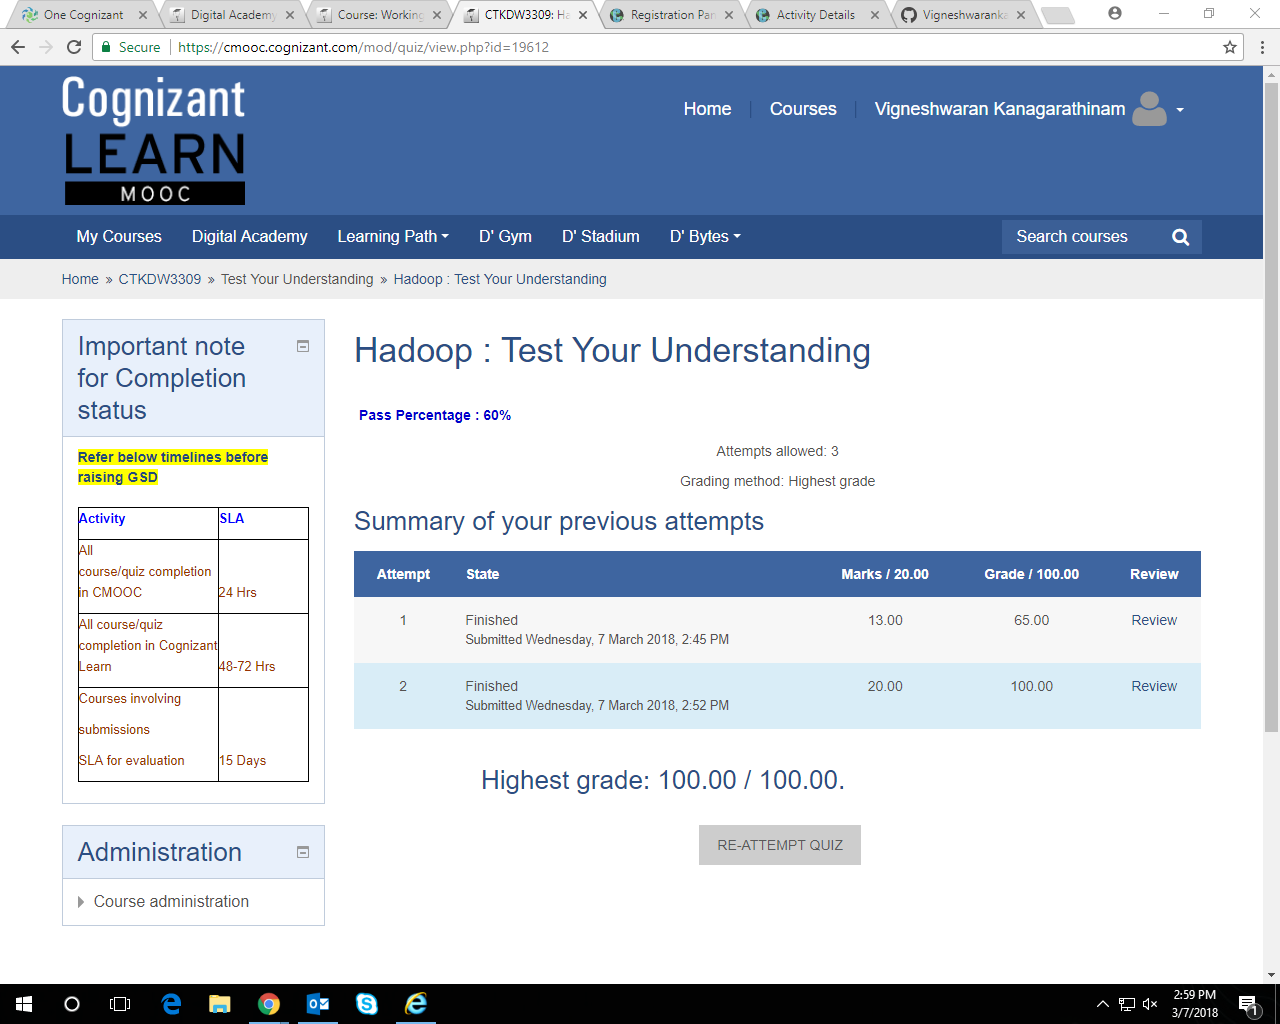 One Cognizant
Digital Academy
Course: Working
CTKDW3309: Ha
Registration Pa
Activity Details
Vigneshwaranka
Secure
https://cmooc.cognizant.com/mod/quiz/view.php?id=19612
Cognizant
LEARN
MOOC
Home
Courses
Vigneshwaran Kanagarathinam
My Courses
Digital Academy
Learning Path
D' Gym
D' Stadium
D' Bytes
Search courses
Home » CTKDW3309 » Test Your Understanding » Hadoop : Test Your Understanding
Important note
for Completion
status
Refer below timelines before
raising GSD
Activity SLA
All
course/quiz completion
in CMOOC 24 Hrs
All course/quiz
completion in Cognizant
Learn 48-72 Hrs
Courses involving
submissions
SLA for evaluation 15 Days
Administration
Course administration
Hadoop : Test Your Understanding
Pass Percentage : 60%
Attempts allowed: 3
Grading method: Highest grade
Summary of your previous attempts
Attempt State Marks / 20.00 Grade / 100.00 Review
1 Finished 13.00 65.00 Review
Submitted Wednesday, 7 March 2018, 2:45 PM
2 Finished 20.00 100.00 Review
Submitted Wednesday, 7 March 2018, 2:52 PM
Highest grade: 100.00 / 100.00.
RE-ATTEMPT QUIZ
2:59 PM
3/7/2018
1